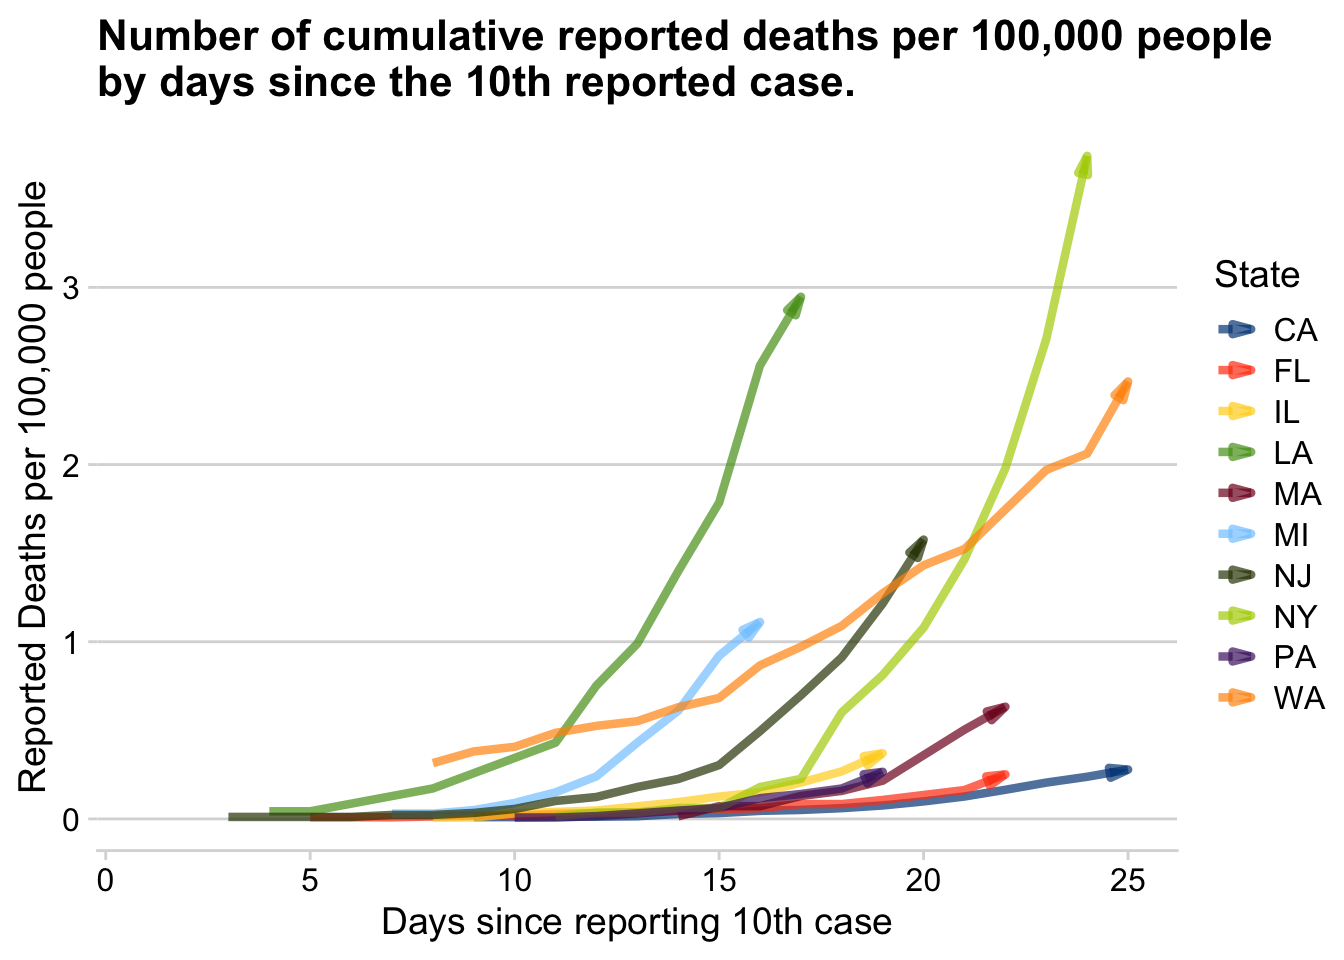 Number of cumulative reported deaths per 100,000 people
by days since the 10th reported case.
Reported Deaths per 100,000 people
3
2
1
0
0 5 10 15 20 25
Days since reporting 10th case
State
CA
FL
IL
LA
MA
MI
NJ
NY
PA
WA